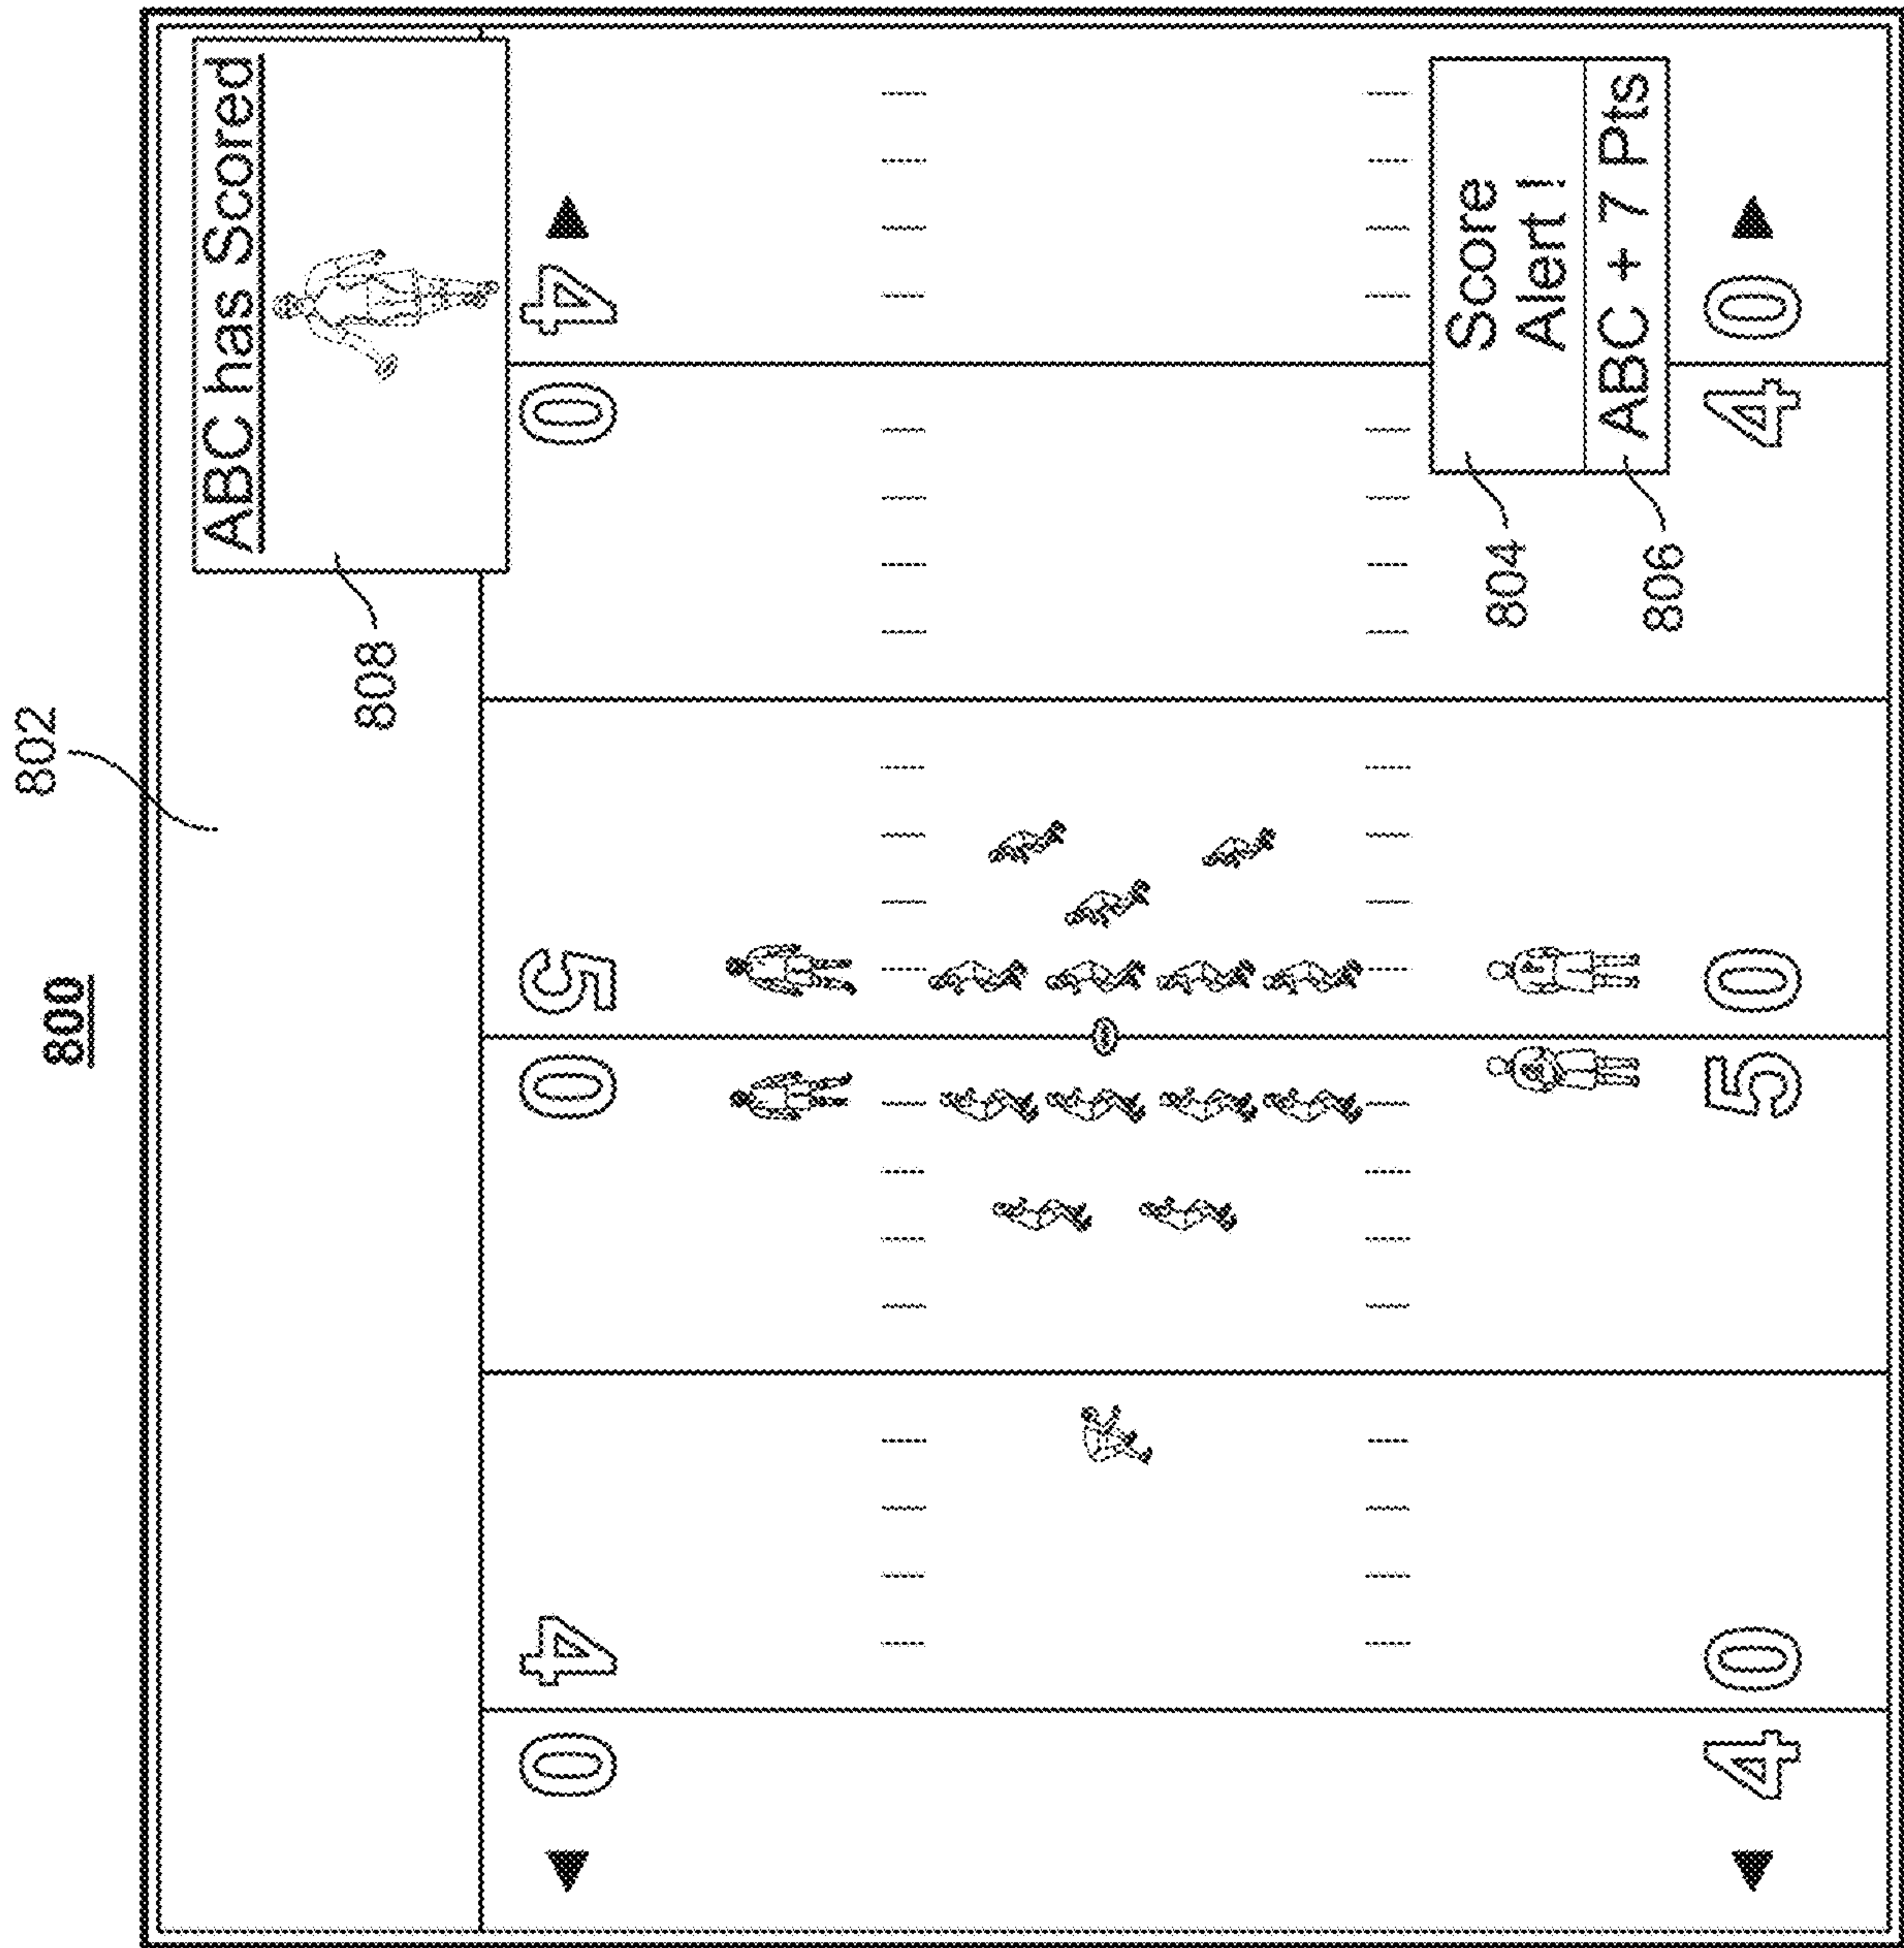 800
802
ABC has Scored
808
◄ 40
50
40 ►
Score
Alert !
804
ABC + 7 Pts
806
◄ 40
50
40 ►